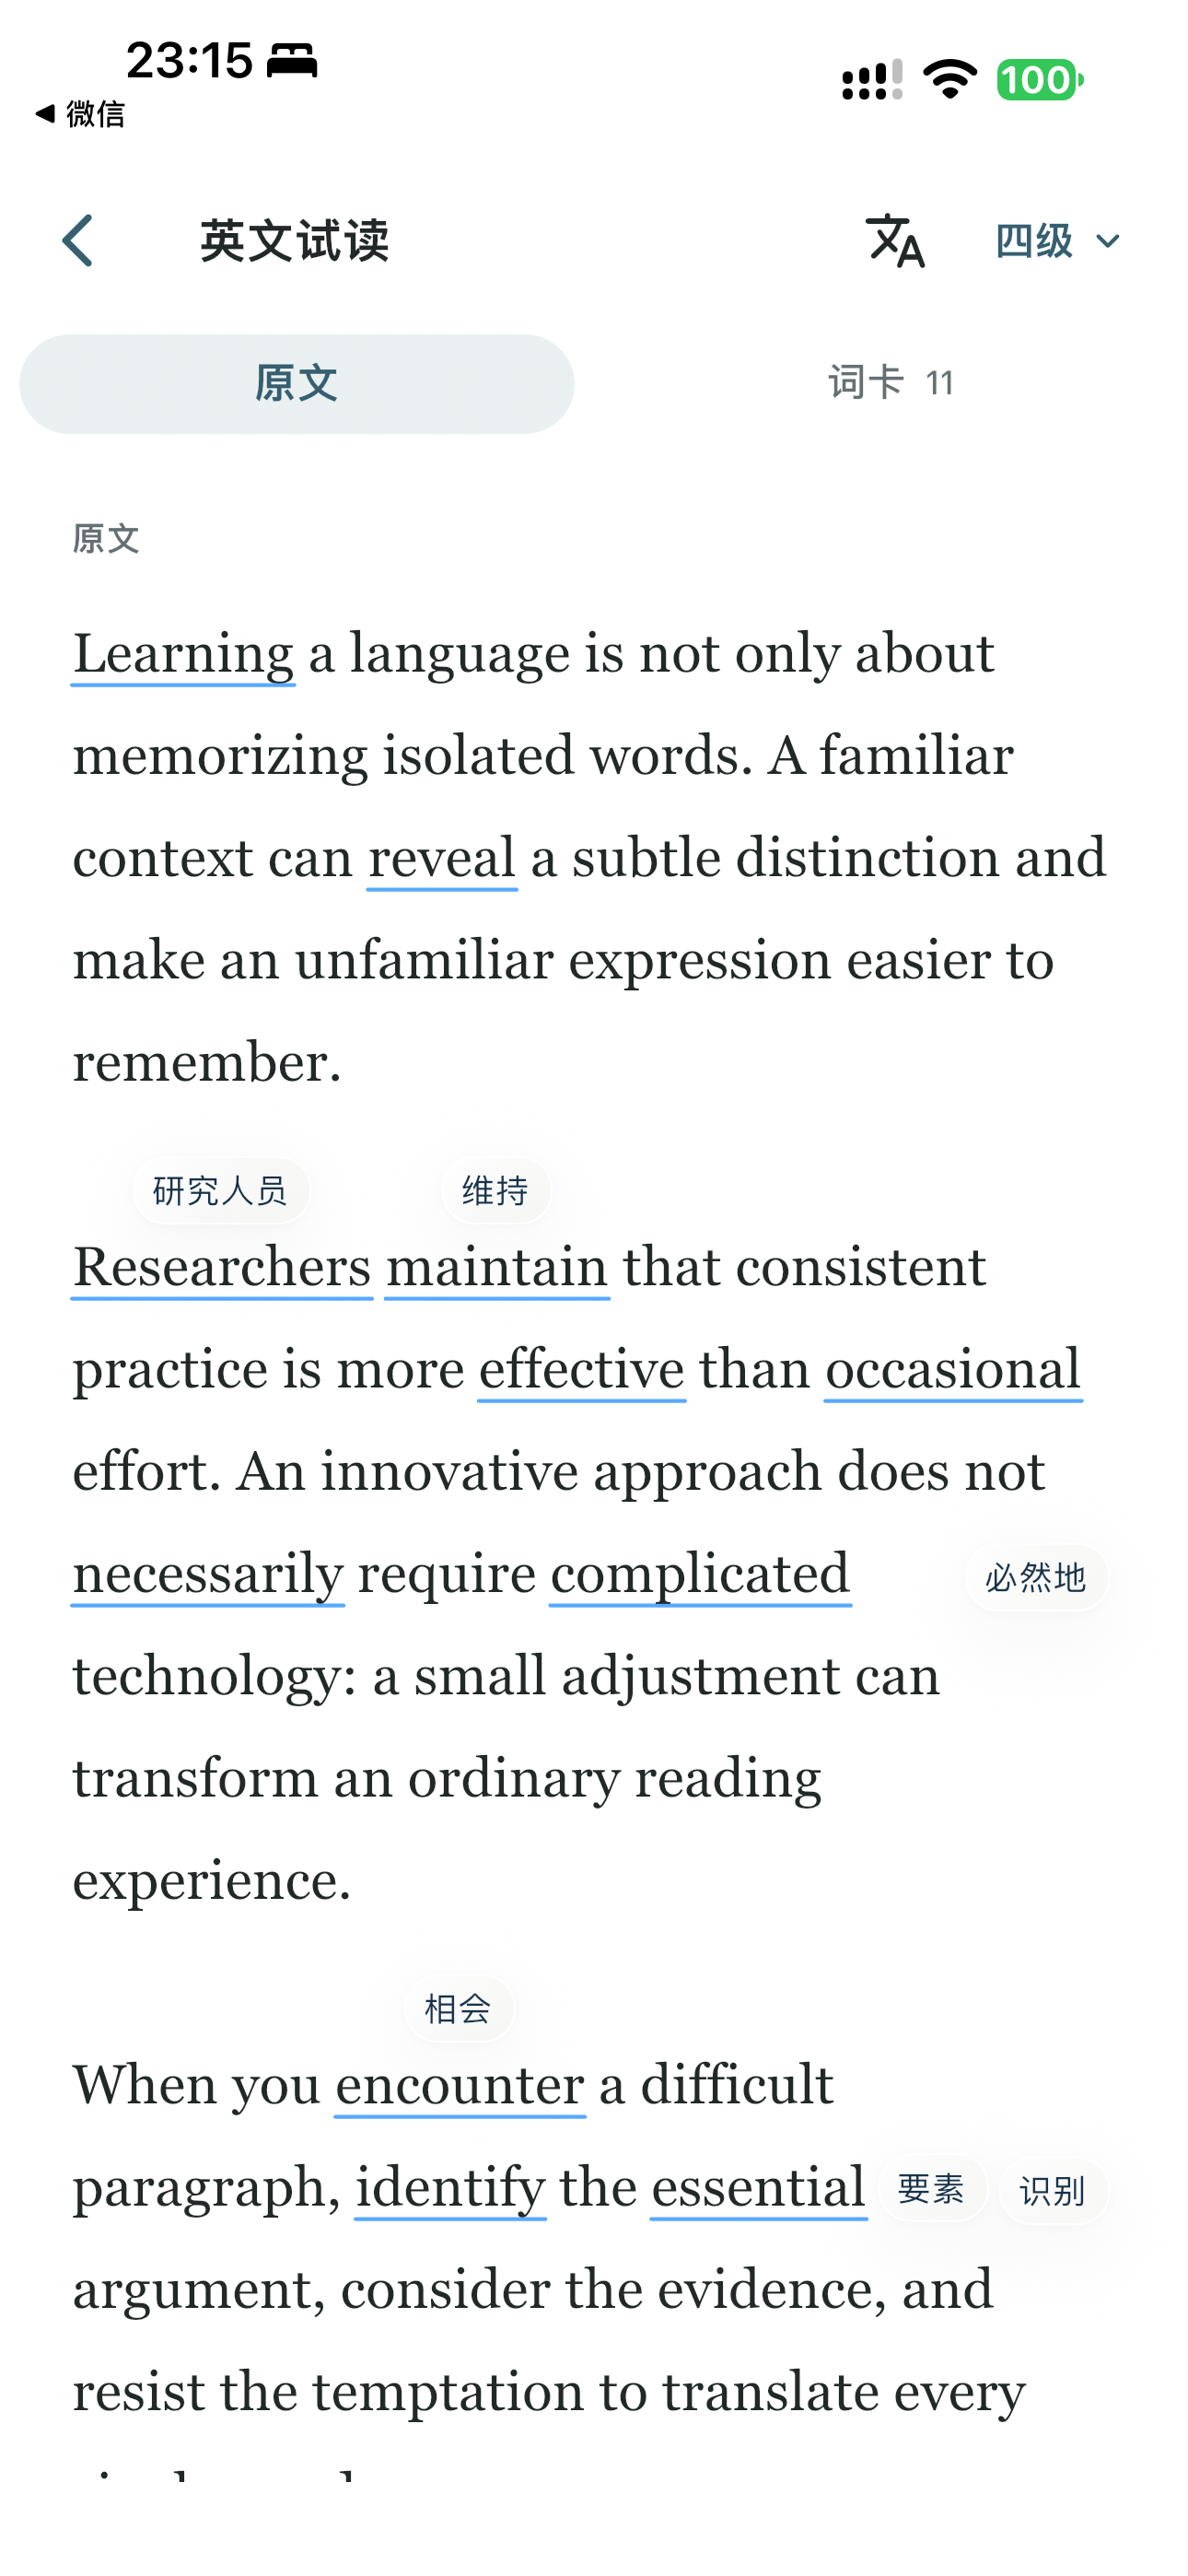 23:15
100
微信
英文试读
文A 四级
原文
词卡 11
原文
Learning a language is not only about
memorizing isolated words. A familiar
context can reveal a subtle distinction and
make an unfamiliar expression easier to
remember.
研究人员 维持
Researchers maintain that consistent
practice is more effective than occasional
effort. An innovative approach does not
necessarily require complicated 必然地
technology: a small adjustment can
transform an ordinary reading
experience.
相会
When you encounter a difficult
paragraph, identify the essential 要素 识别
argument, consider the evidence, and
resist the temptation to translate every